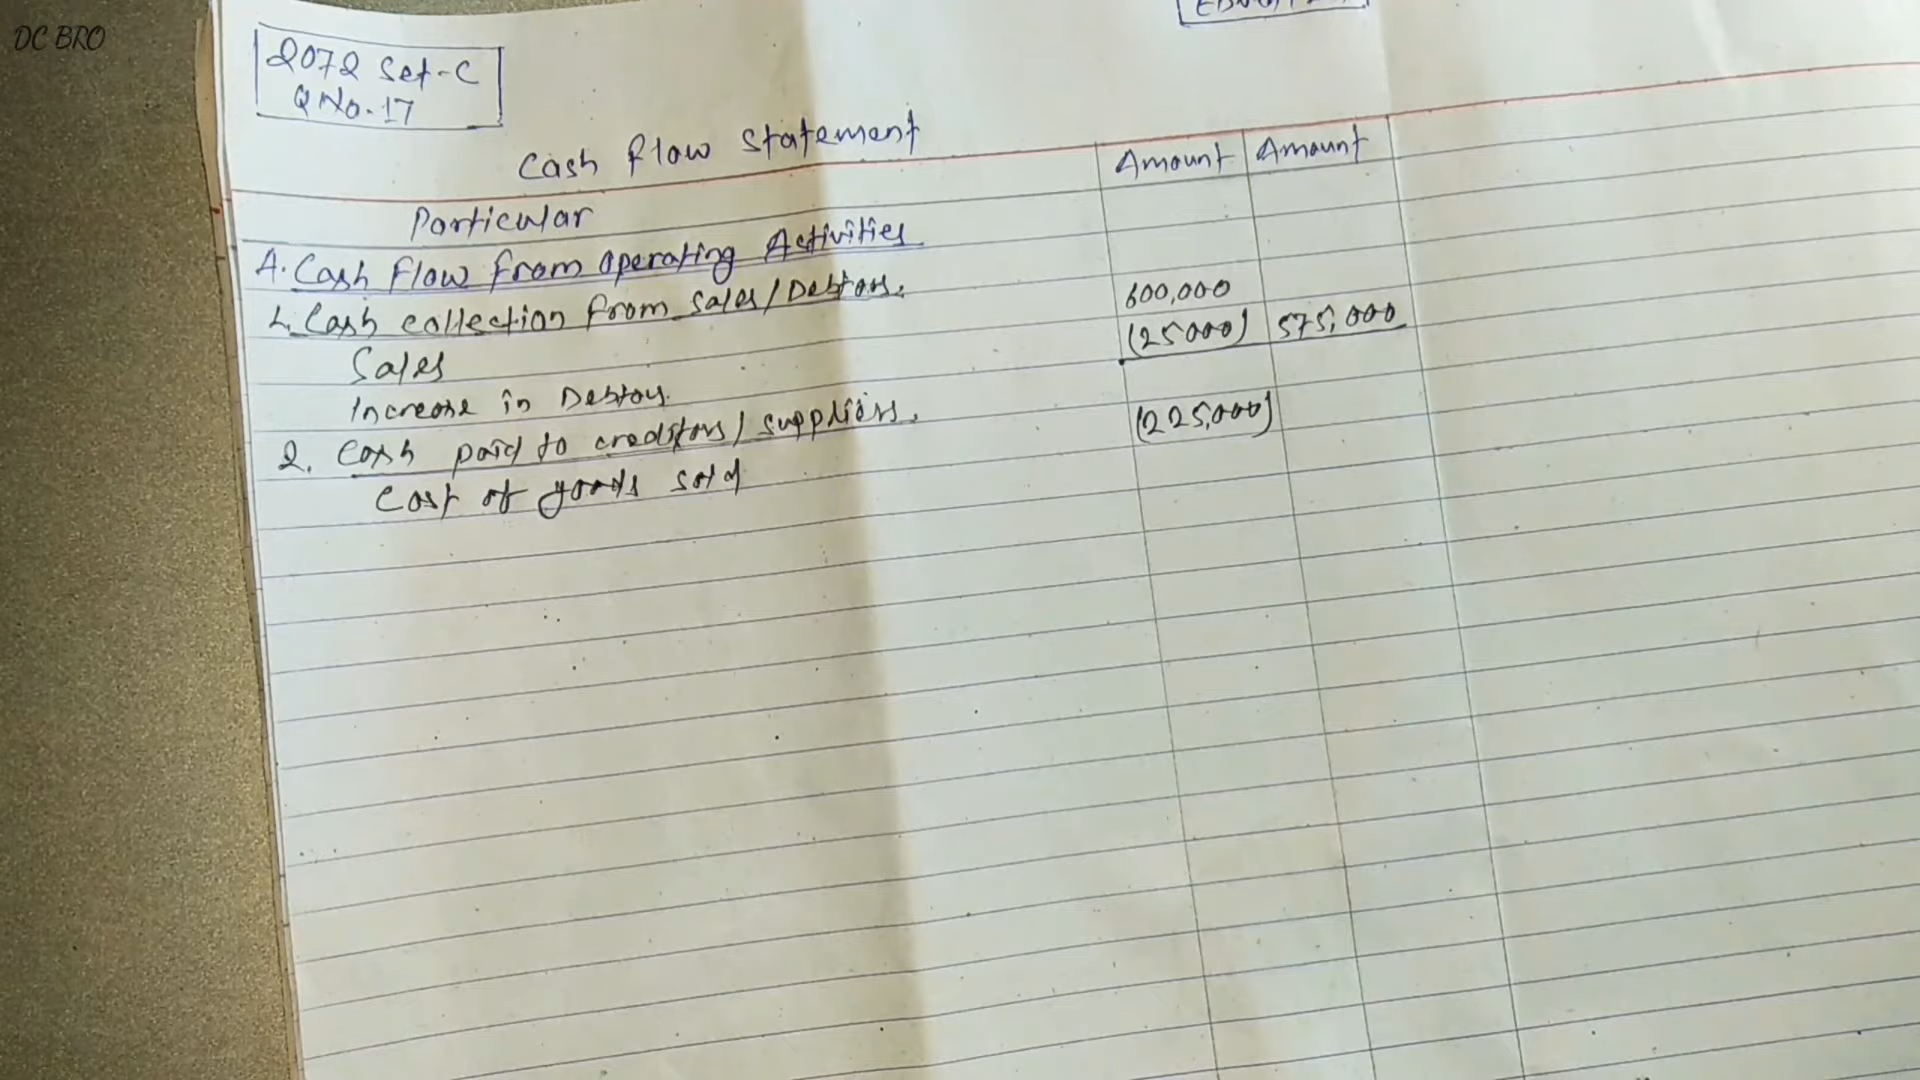 DC BRO
2072 Set-C
Q No. 17
Cash flow statement
Particular
Amount
Amount
A. Cash flow from operating Activities
1. Cash collection from sales/Debtors.
Sales
600,000
Increase in Debtors.
(25000)
575,000
2. Cash paid to creditors/suppliers.
Cost of goods sold
(225,000)